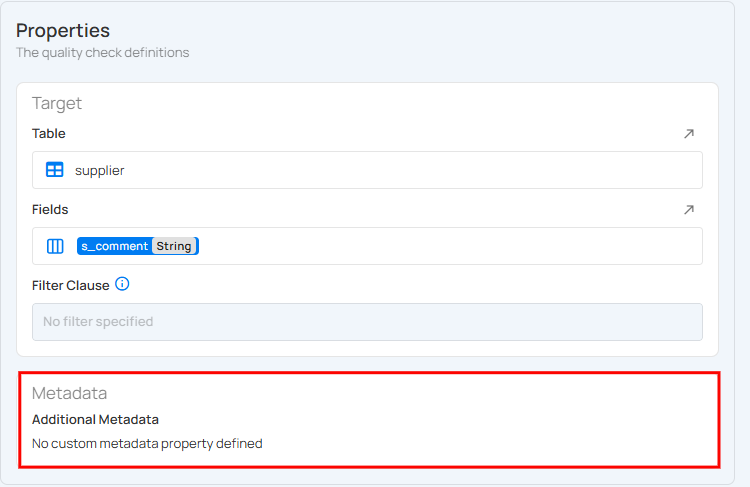 Properties
The quality check definitions
Target
Table
supplier
Fields
s_comment String
Filter Clause
No filter specified
Metadata
Additional Metadata
No custom metadata property defined